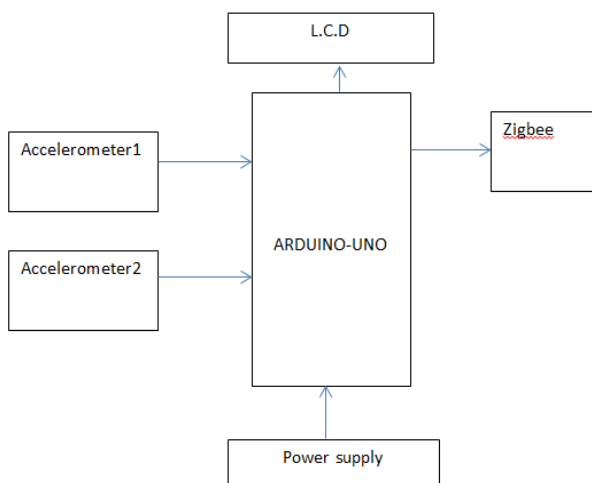 L.C.D
Zigbee
Accelerometer1
ARDUINO-UNO
Accelerometer2
Power supply